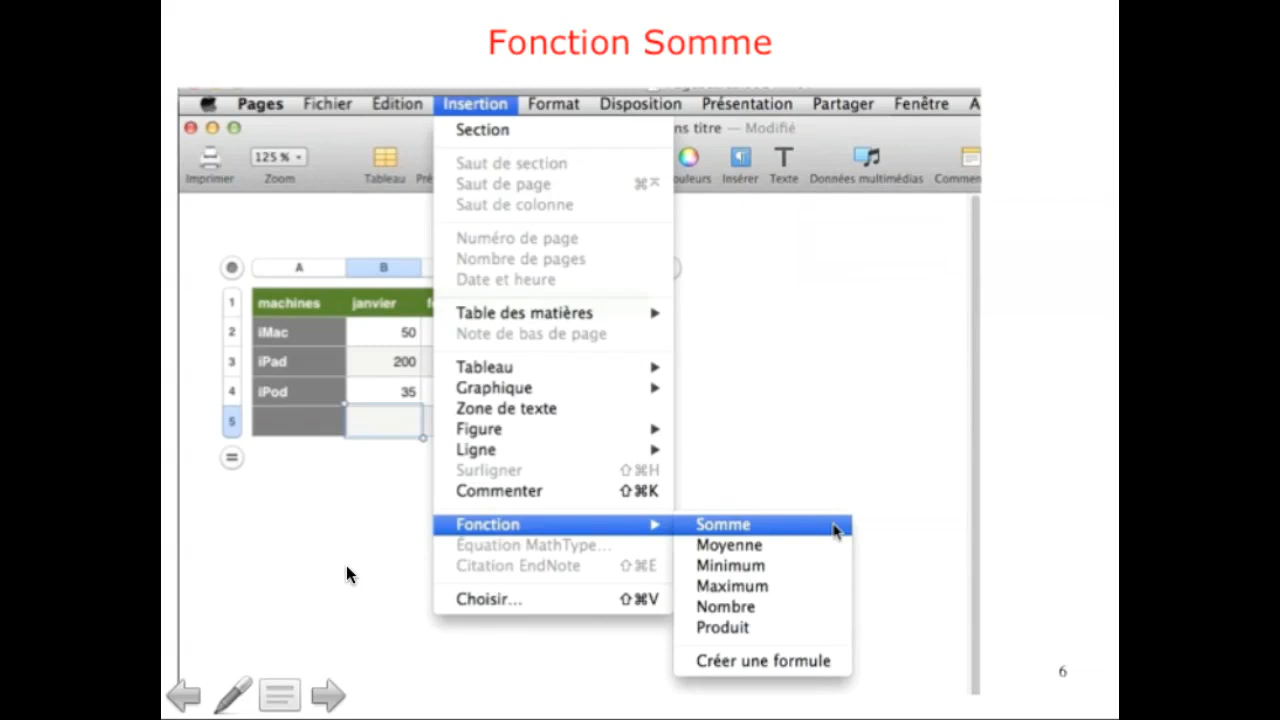 Fonction Somme
Pages Fichier Édition Insertion Format Disposition Présentation Partager Fenêtre A
ns titre — Modifié
125 %
Imprimer Zoom Tableau Pré ouleurs Insérer Texte Données multimédias Commen
Section
Saut de section
Saut de page ⌘⌅
Saut de colonne
Numéro de page
Nombre de pages
Date et heure
Table des matières
Note de bas de page
Tableau
Graphique
Zone de texte
Figure
Ligne
Surligner ⇧⌘H
Commenter ⇧⌘K
Fonction
Équation MathType...
Citation EndNote ⇧⌘E
Choisir... ⇧⌘V
Somme
Moyenne
Minimum
Maximum
Nombre
Produit
Créer une formule
A B
1 machines janvier f
2 iMac 50
3 iPad 200
4 iPod 35
5
6